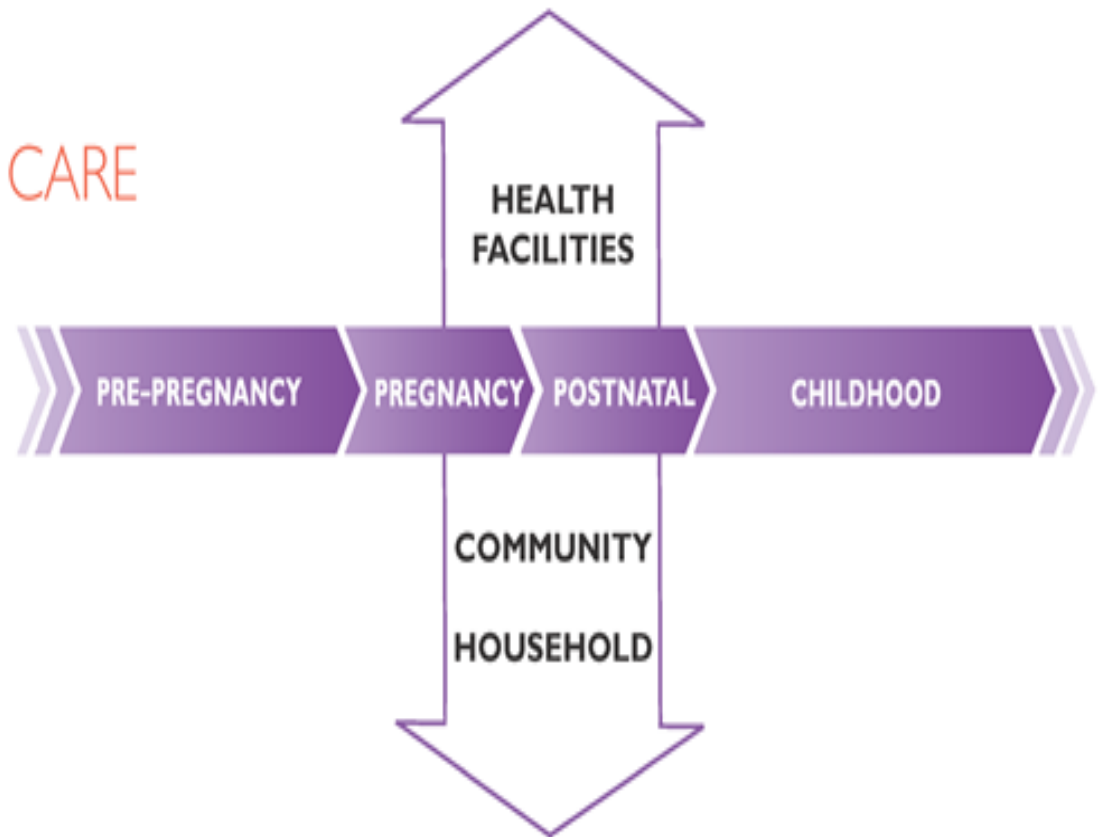 CARE
HEALTH
FACILITIES
PRE-PREGNANCY
PREGNANCY
POSTNATAL
CHILDHOOD
COMMUNITY
HOUSEHOLD